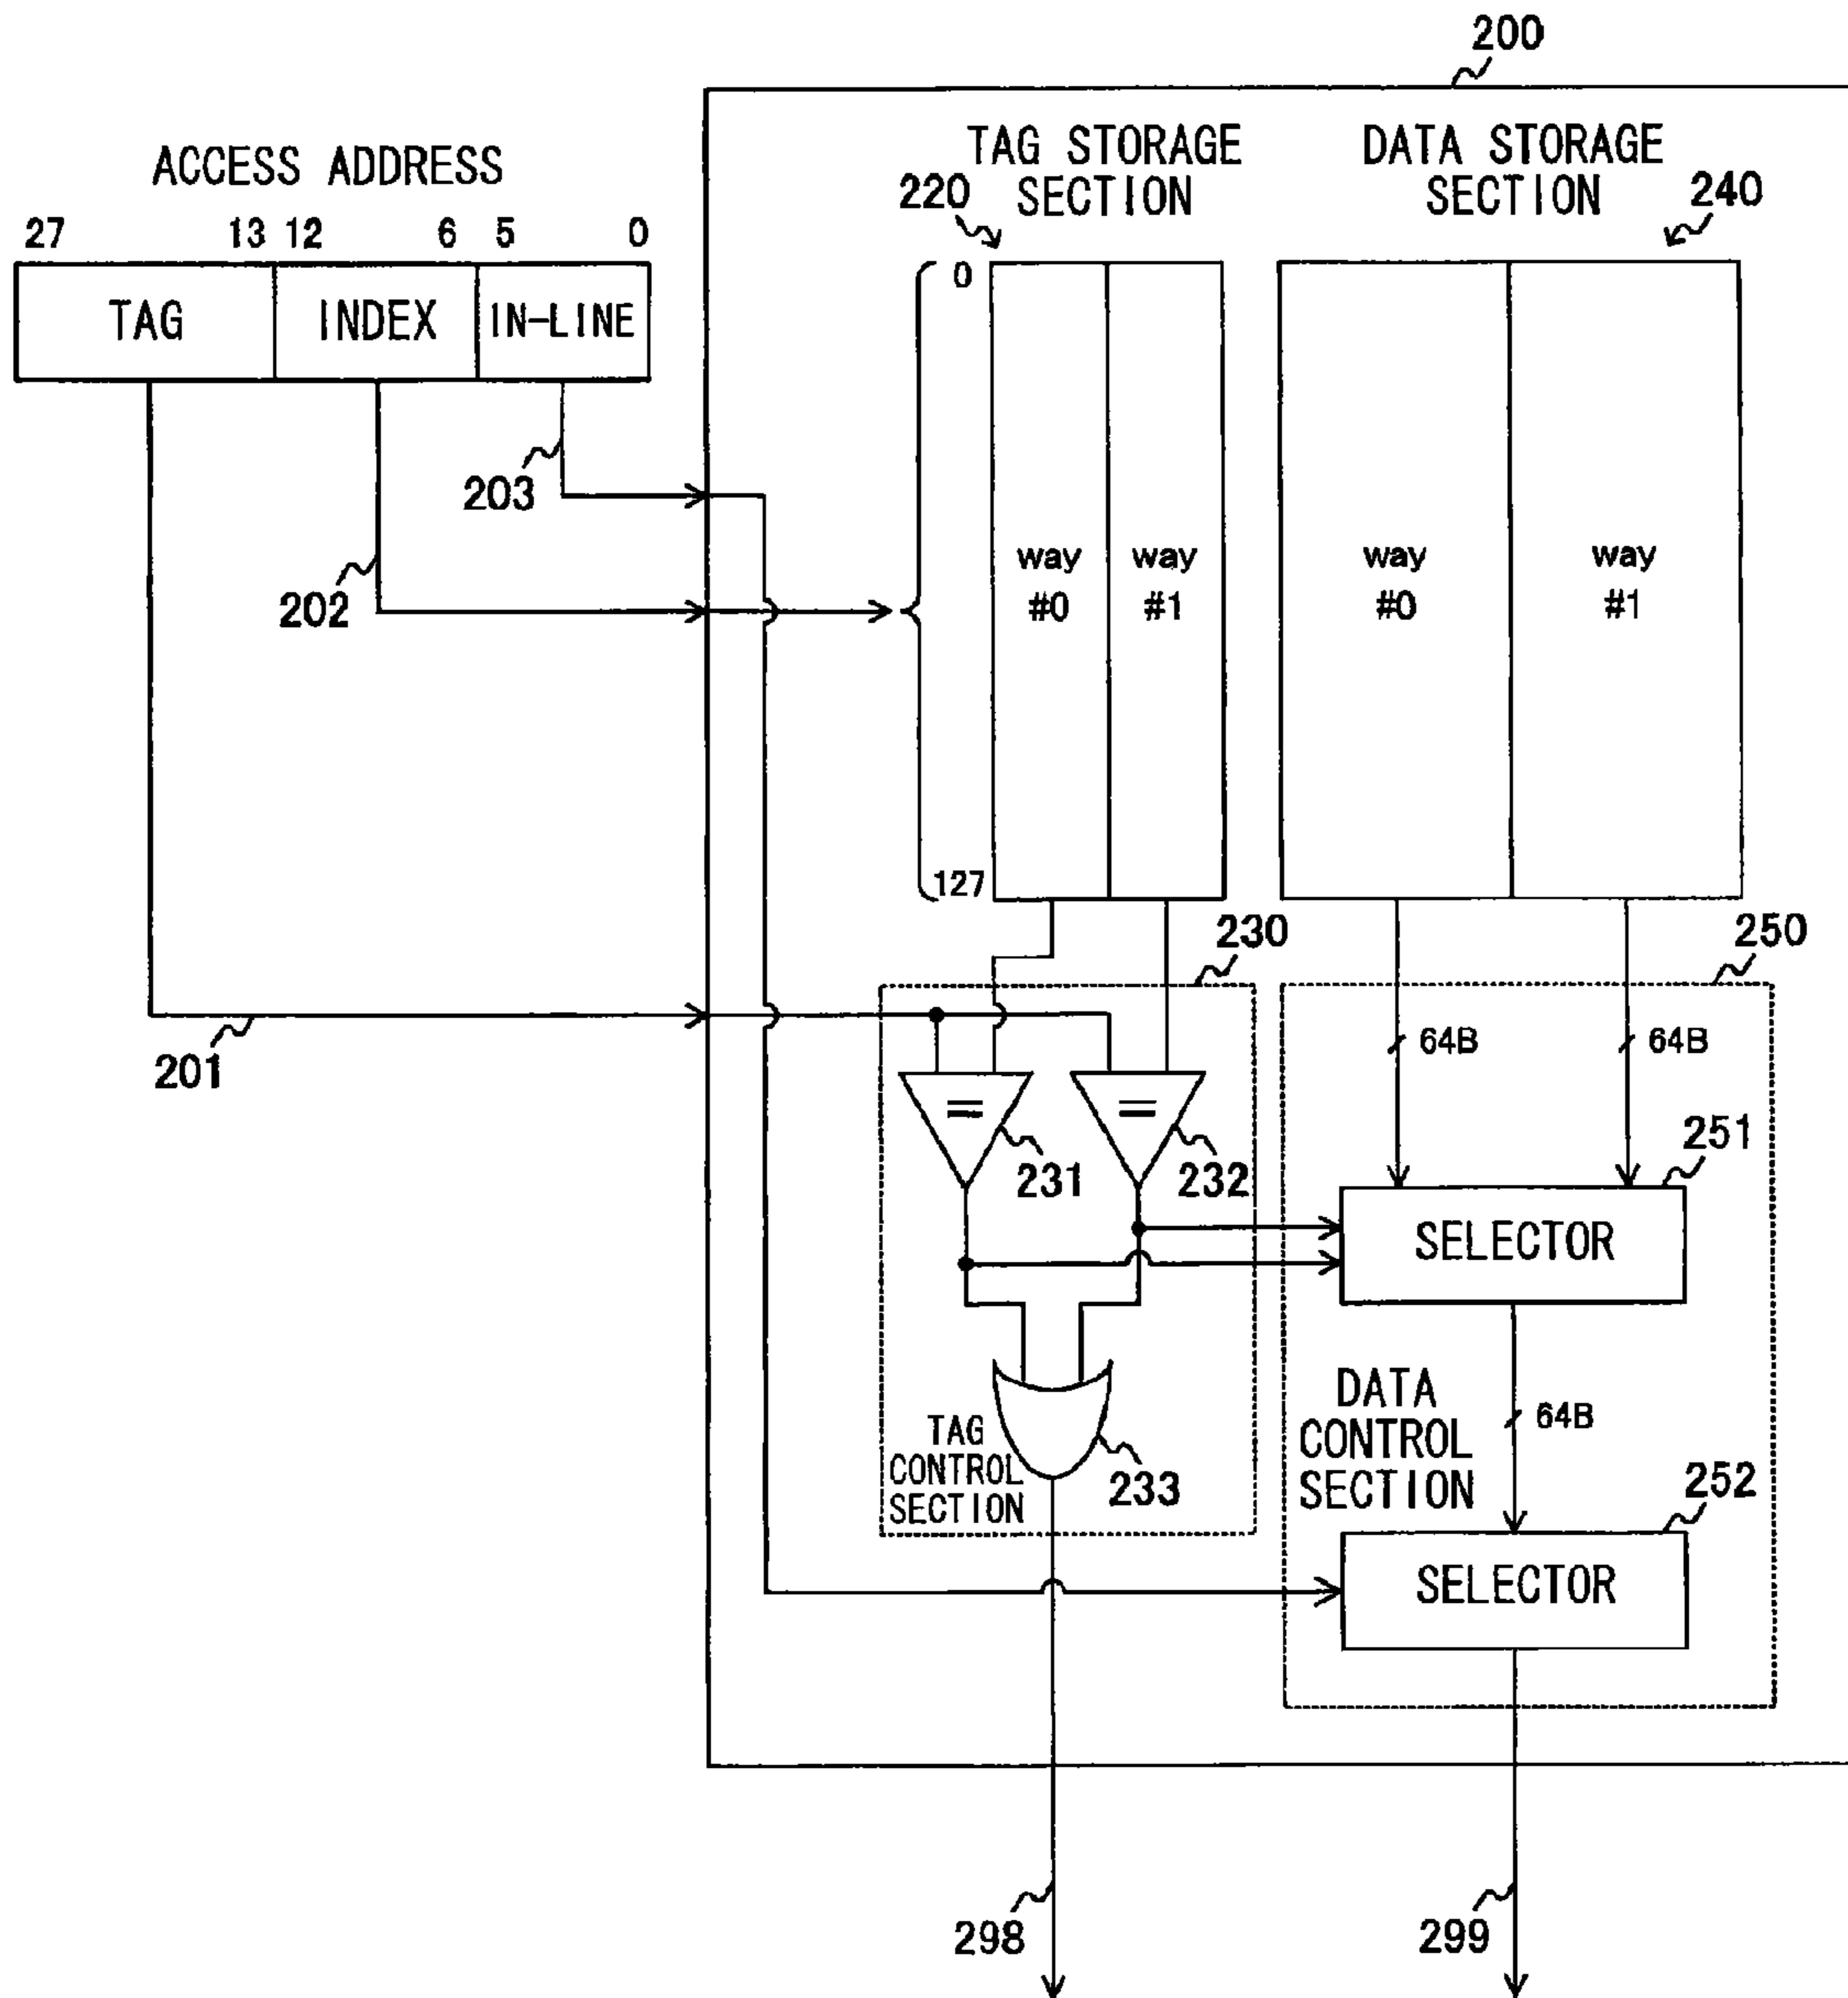 200
TAG STORAGE
SECTION
DATA STORAGE
SECTION
220
240
ACCESS ADDRESS
27 13 12 6 5 0
TAG INDEX IN-LINE
0
127
203
202
201
way
#0
way
#1
way
#0
way
#1
230
250
64B
64B
=
=
231
232
251
SELECTOR
TAG
CONTROL
SECTION
233
DATA
CONTROL
SECTION
64B
252
SELECTOR
298
299